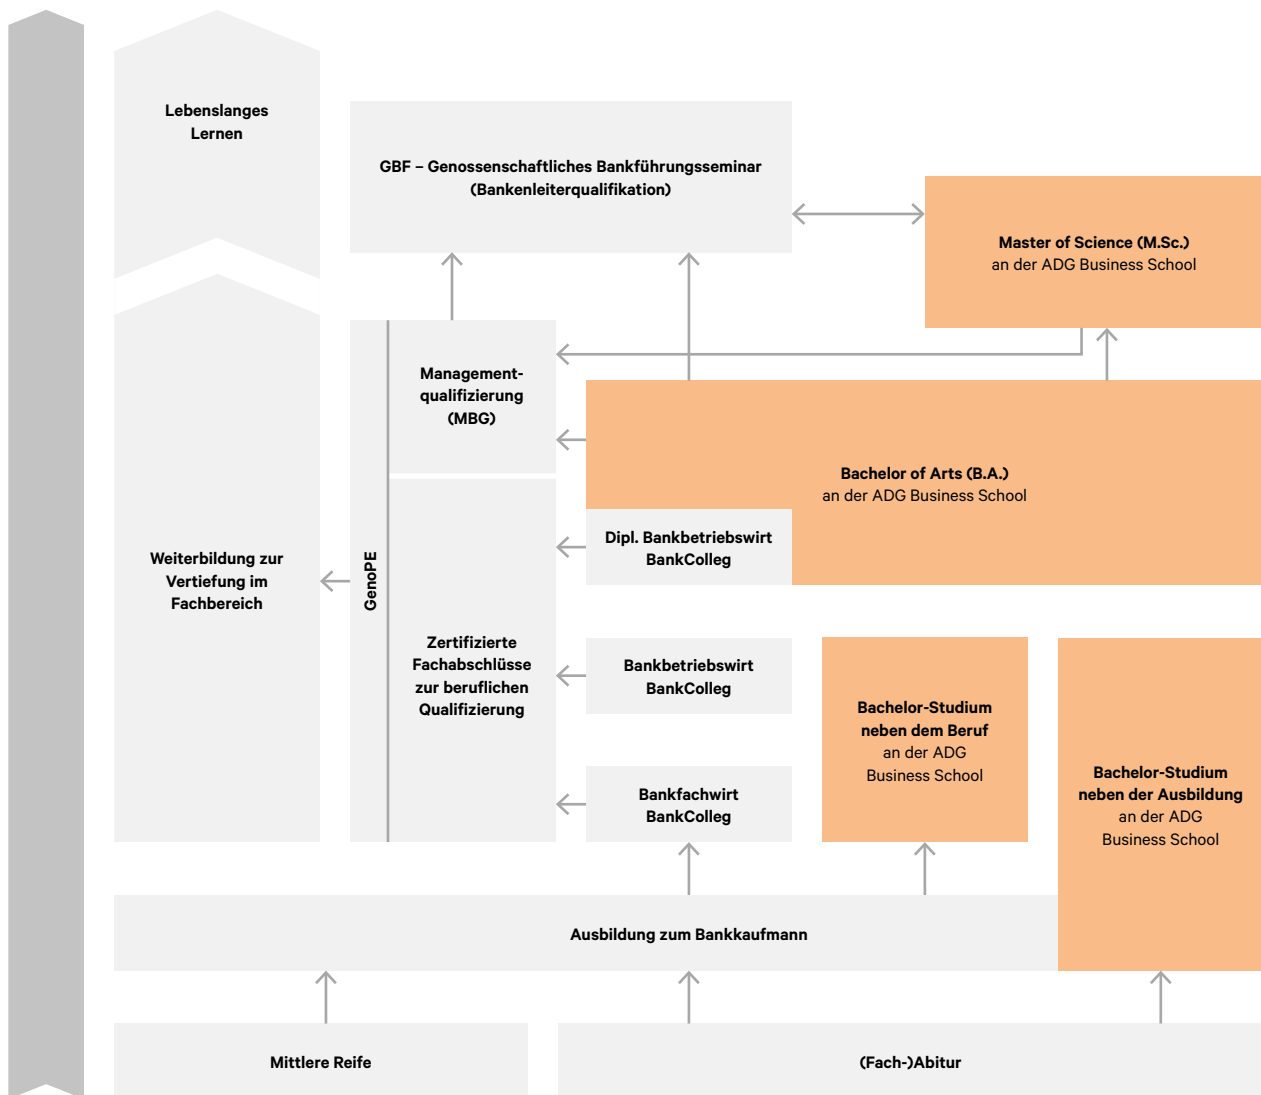 Lebenslanges
Lernen
GBF – Genossenschaftliches Bankführungsseminar
(Bankenleiterqualifikation)
Master of Science (M.Sc.)
an der ADG Business School
Management-
qualifizierung
(MBG)
Bachelor of Arts (B.A.)
an der ADG Business School
Dipl. Bankbetriebswirt
BankColleg
Weiterbildung zur
Vertiefung im
Fachbereich
GenoPE
Zertifizierte
Fachabschlüsse
zur beruflichen
Qualifizierung
Bankbetriebswirt
BankColleg
Bachelor-Studium
neben dem Beruf
an der ADG
Business School
Bachelor-Studium
neben der Ausbildung
an der ADG
Business School
Bankfachwirt
BankColleg
Ausbildung zum Bankkaufmann
Mittlere Reife
(Fach-)Abitur